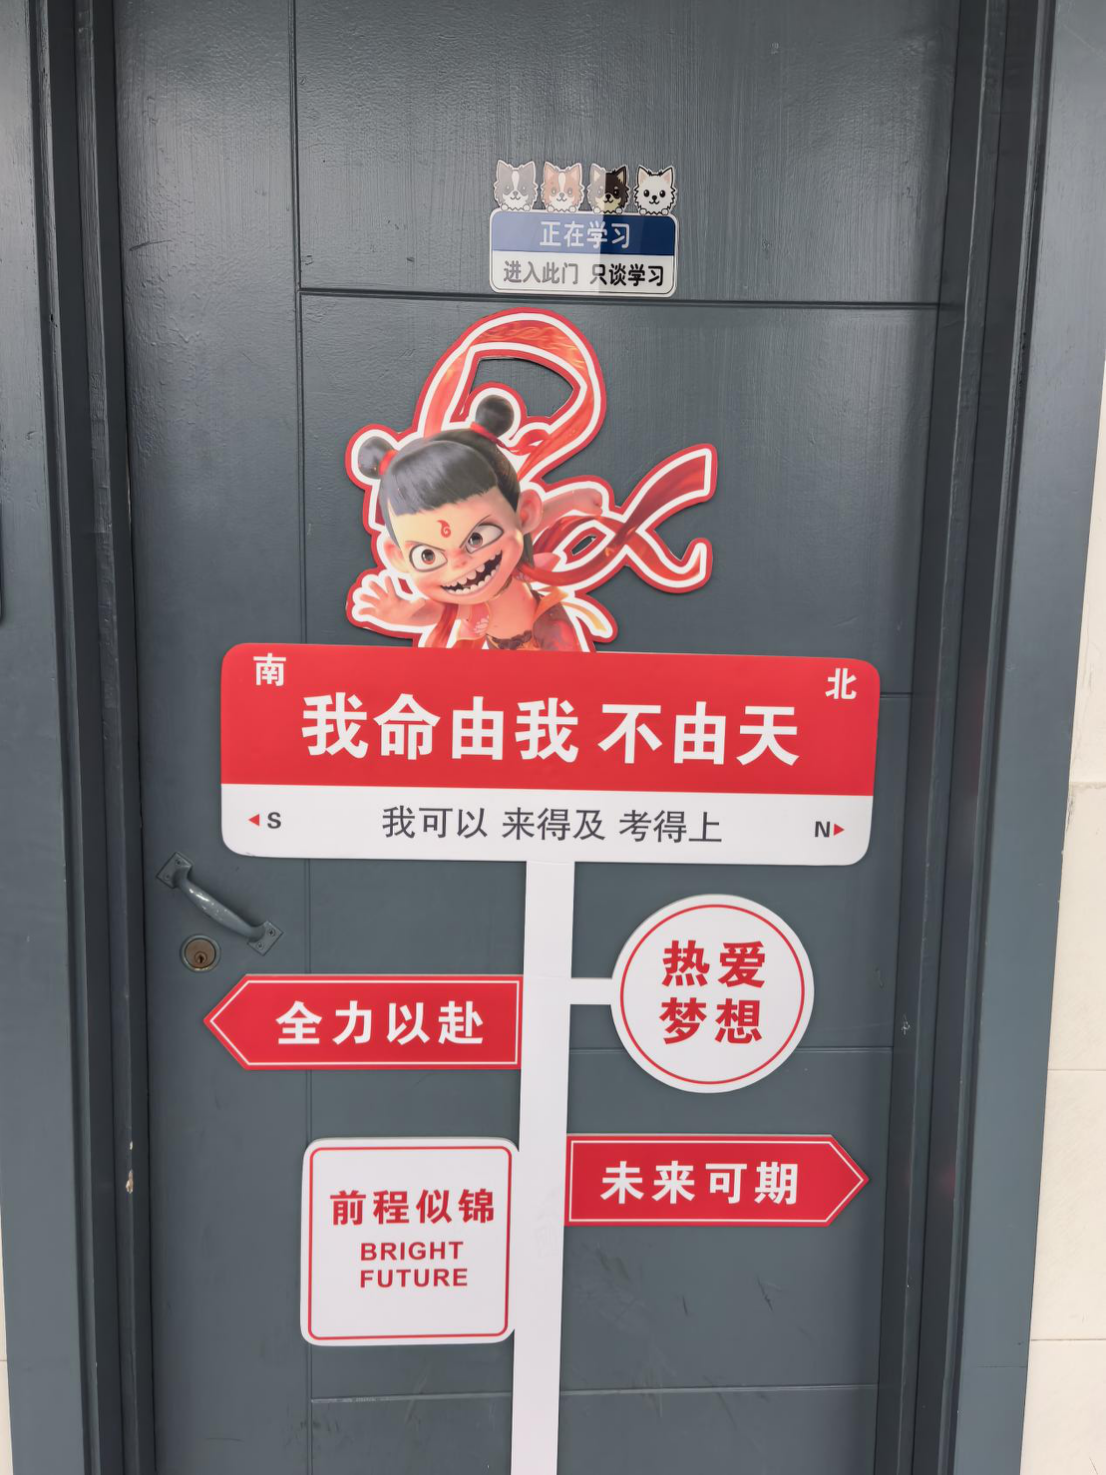 正在学习
进入此门 只谈学习
南
北
我命由我 不由天
S
我可以 来得及 考得上
N
热爱
梦想
全力以赴
未来可期
前程似锦
BRIGHT
FUTURE